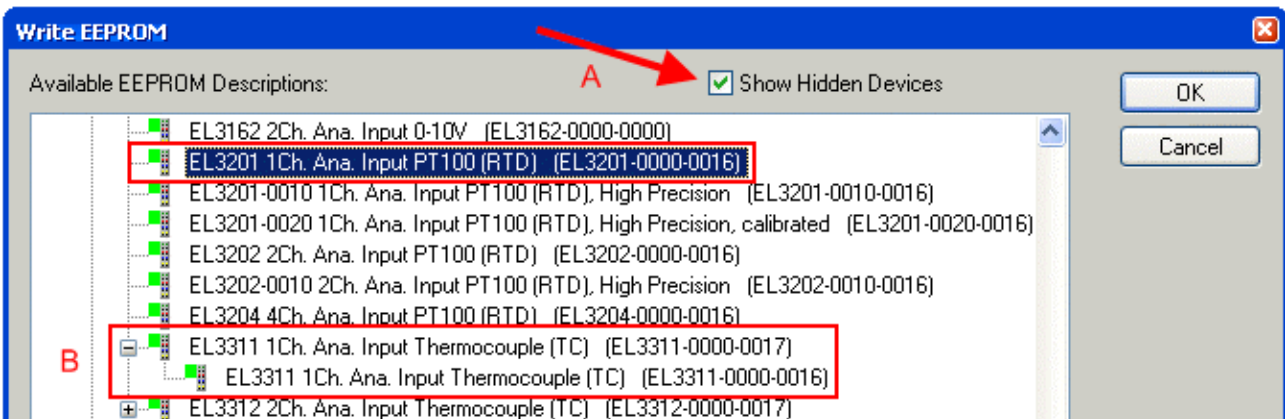 Write EEPROM
Available EEPROM Descriptions:
A
Show Hidden Devices
OK
Cancel
EL3162 2Ch. Ana. Input 0-10V (EL3162-0000-0000)
EL3201 1Ch. Ana. Input PT100 (RTD) (EL3201-0000-0016)
EL3201-0010 1Ch. Ana. Input PT100 (RTD), High Precision (EL3201-0010-0016)
EL3201-0020 1Ch. Ana. Input PT100 (RTD), High Precision, calibrated (EL3201-0020-0016)
EL3202 2Ch. Ana. Input PT100 (RTD) (EL3202-0000-0016)
EL3202-0010 2Ch. Ana. Input PT100 (RTD), High Precision (EL3202-0010-0016)
EL3204 4Ch. Ana. Input PT100 (RTD) (EL3204-0000-0016)
B
EL3311 1Ch. Ana. Input Thermocouple (TC) (EL3311-0000-0017)
EL3311 1Ch. Ana. Input Thermocouple (TC) (EL3311-0000-0016)
EL3312 2Ch. Ana. Input Thermocouple (TC) (EL3312-0000-0017)